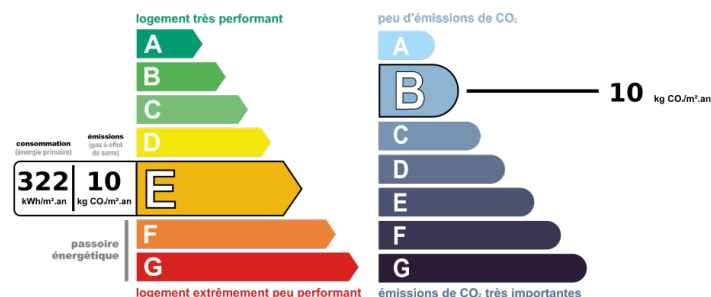 logement très performant
A
B
C
D
consommation
(énergie primaire)
émissions
(gaz à effet
de serre)
322
kWh/m².an
10
kg CO₂/m².an
E
F
G
passoire
énergétique
logement extrêmement peu performant
peu d'émissions de CO₂
A
B
10
kg CO₂/m².an
C
D
E
F
G
émissions de CO₂ très importantes